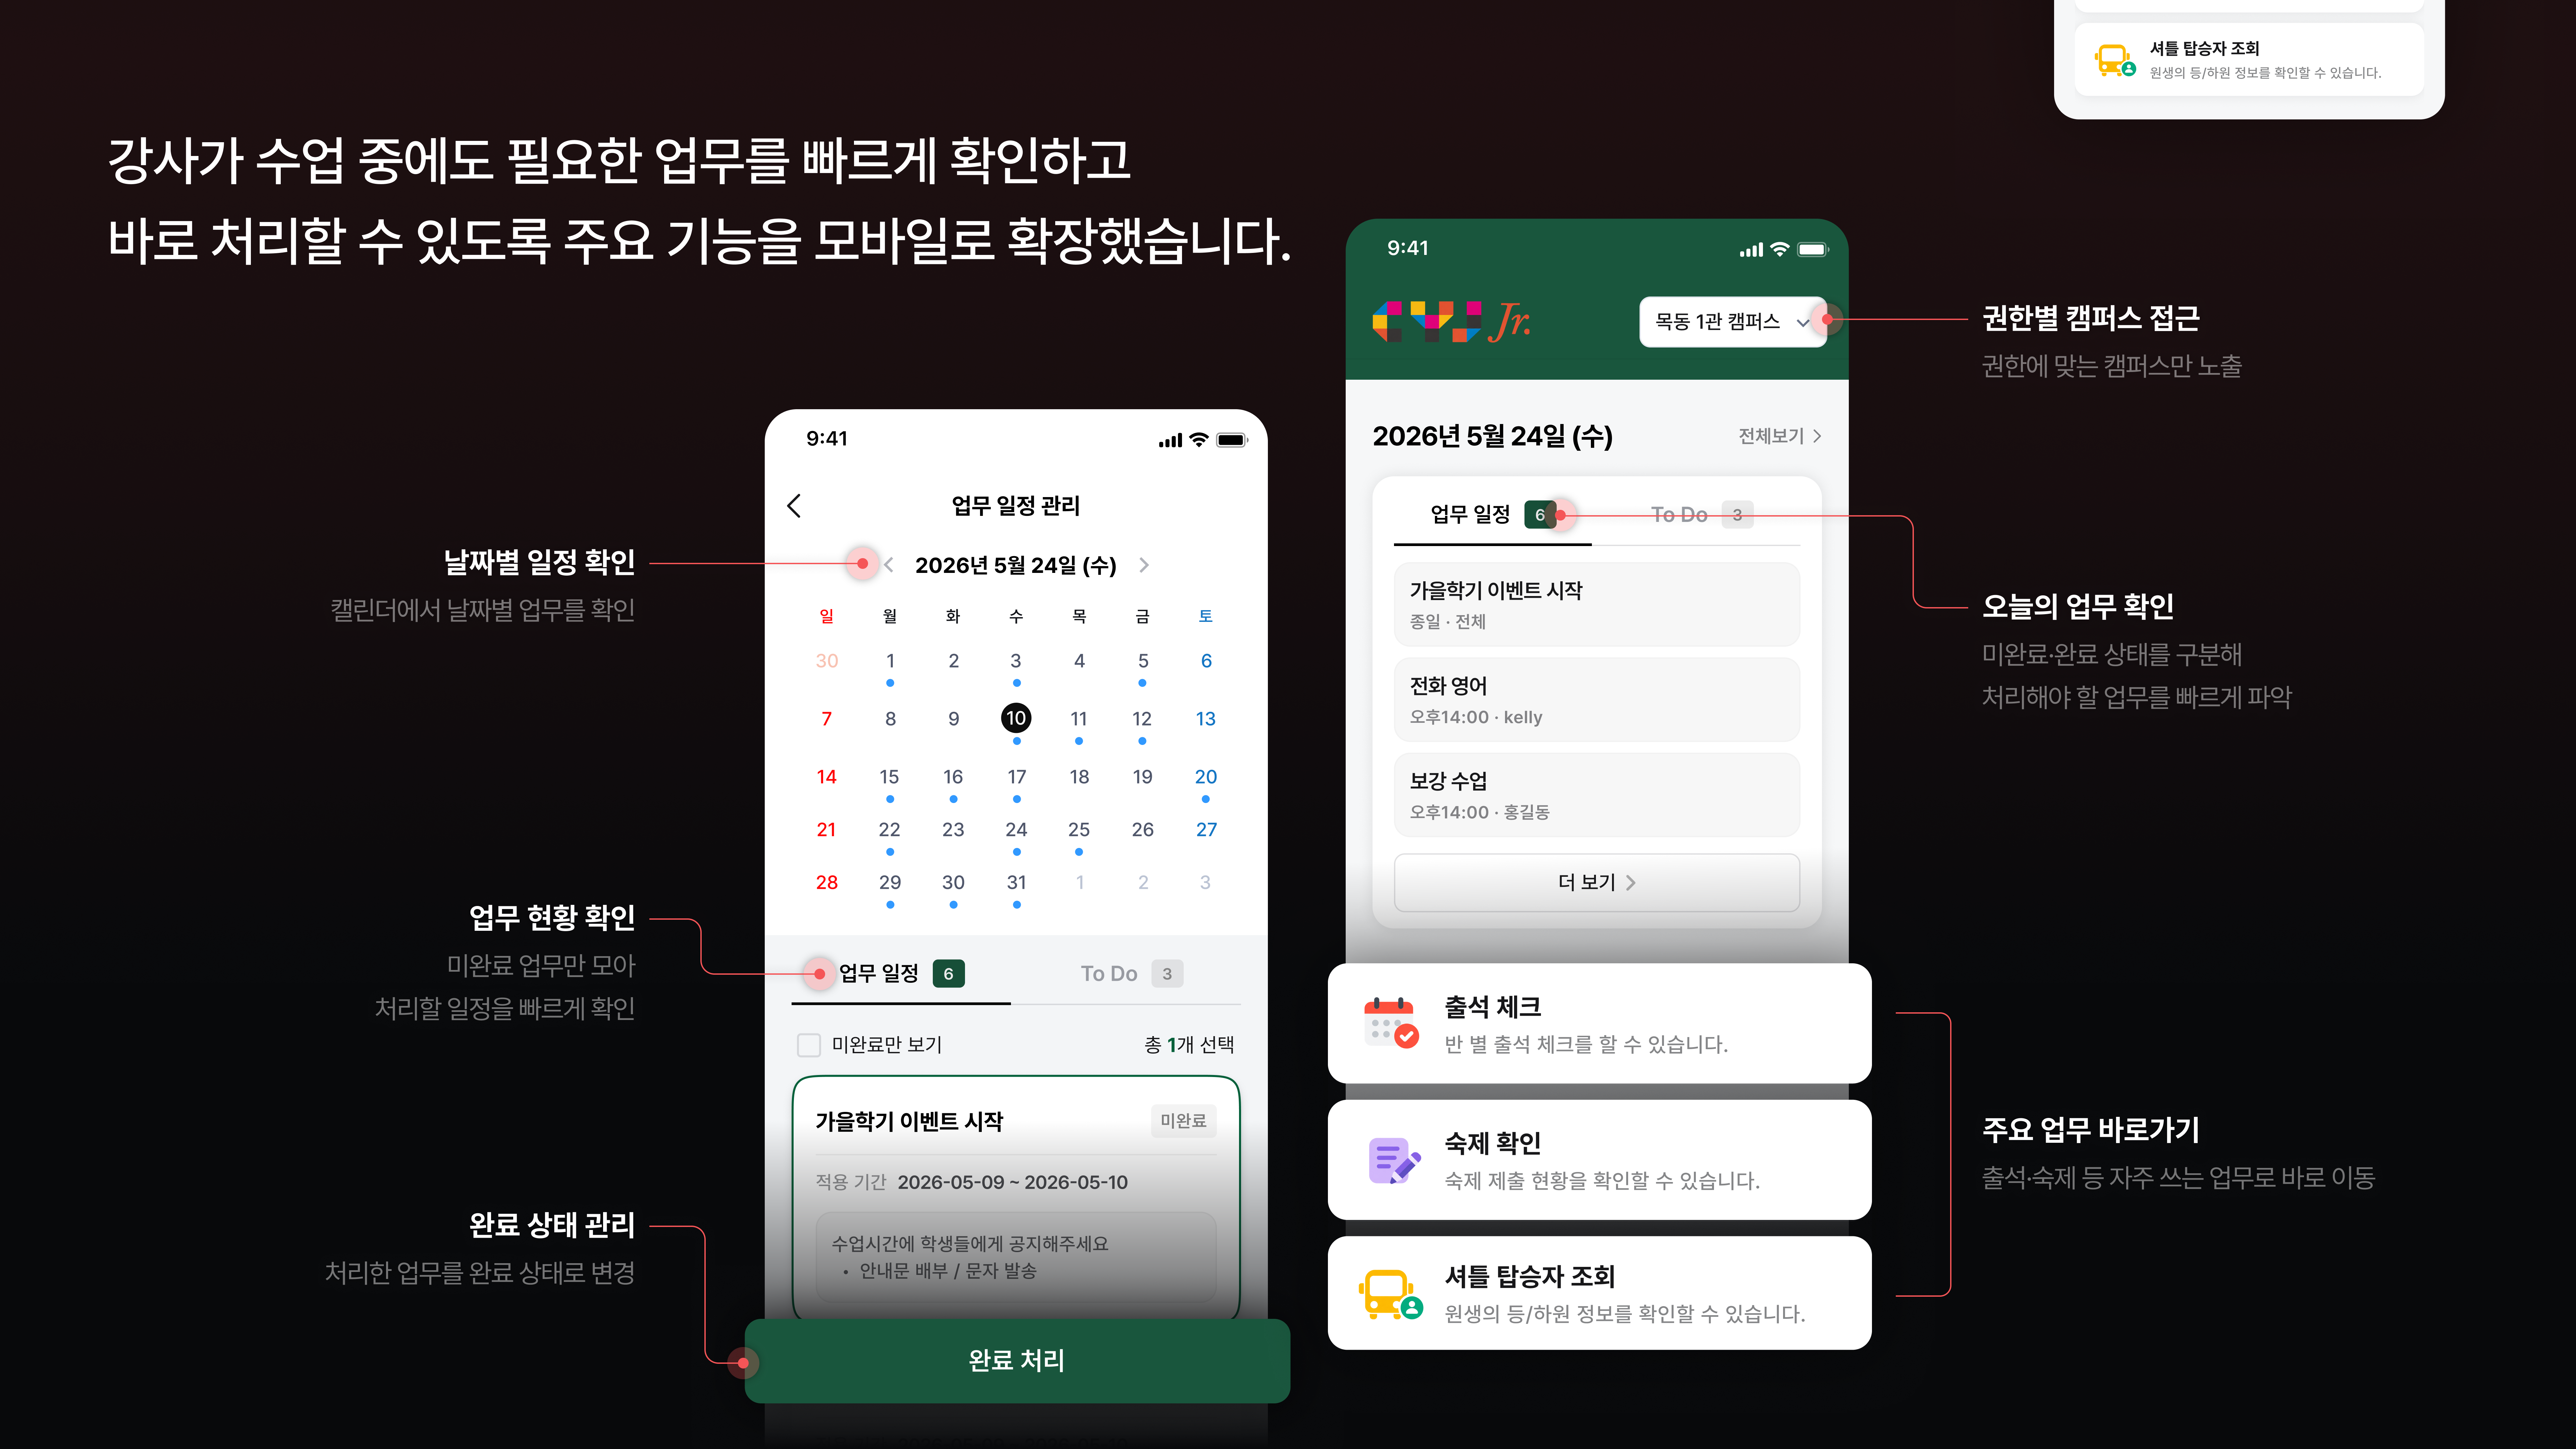 셔틀 탑승자 조회
원생의 등/하원 정보를 확인할 수 있습니다.
강사가 수업 중에도 필요한 업무를 빠르게 확인하고
바로 처리할 수 있도록 주요 기능을 모바일로 확장했습니다.
날짜별 일정 확인
캘린더에서 날짜별 업무를 확인
업무 현황 확인
미완료 업무만 모아
처리할 일정을 빠르게 확인
완료 상태 관리
처리한 업무를 완료 상태로 변경
9:41
업무 일정 관리
2026년 5월 24일 (수)
일 월 화 수 목 금 토
30 1 2 3 4 5 6
7 8 9 10 11 12 13
14 15 16 17 18 19 20
21 22 23 24 25 26 27
28 29 30 31 1 2 3
업무 일정 6 To Do 3
미완료만 보기 총 1개 선택
가을학기 이벤트 시작 미완료
적용 기간 2026-05-09 ~ 2026-05-10
수업시간에 학생들에게 공지해주세요
• 안내문 배부 / 문자 발송
완료 처리
9:41
CYJ Jr. 목동 1관 캠퍼스
2026년 5월 24일 (수) 전체보기
업무 일정 6 To Do 3
가을학기 이벤트 시작
종일 · 전체
전화 영어
오후14:00 · kelly
보강 수업
오후14:00 · 홍길동
더 보기
출석 체크
반 별 출석 체크를 할 수 있습니다.
숙제 확인
숙제 제출 현황을 확인할 수 있습니다.
셔틀 탑승자 조회
원생의 등/하원 정보를 확인할 수 있습니다.
권한별 캠퍼스 접근
권한에 맞는 캠퍼스만 노출
오늘의 업무 확인
미완료·완료 상태를 구분해
처리해야 할 업무를 빠르게 파악
주요 업무 바로가기
출석·숙제 등 자주 쓰는 업무로 바로 이동